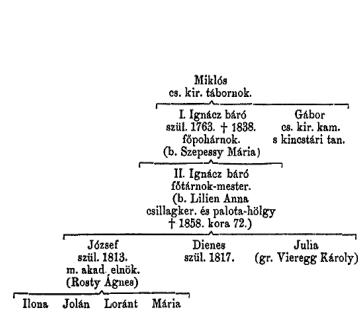 Miklós
cs. kir. tábornok.
I. Ignácz báró
szül. 1763. † 1838.
főpohárnok.
(b. Szepessy Mária)
Gábor
cs. kir. kam.
s kincstári tan.
II. Ignácz báró
főtárnok-mester.
(b. Lilien Anna
csillagker. és palota-hölgy
† 1858. kora 72.)
József
szül. 1813.
m. akad. elnök.
(Rosty Ágnes)
Dienes
szül. 1817.
Julia
(gr. Vieregg Károly)
Ilona Jolán Loránt Mária